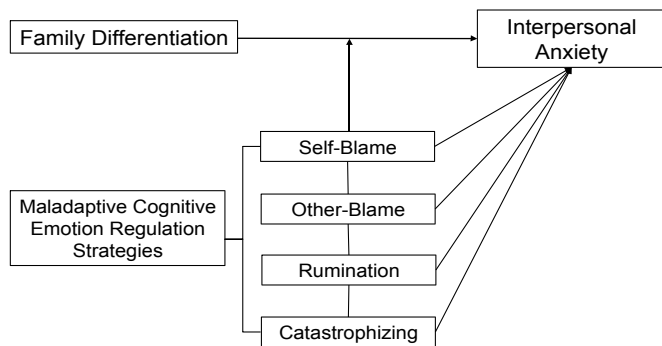 Family Differentiation
Interpersonal
Anxiety
Self-Blame
Maladaptive Cognitive
Emotion Regulation
Strategies
Other-Blame
Rumination
Catastrophizing